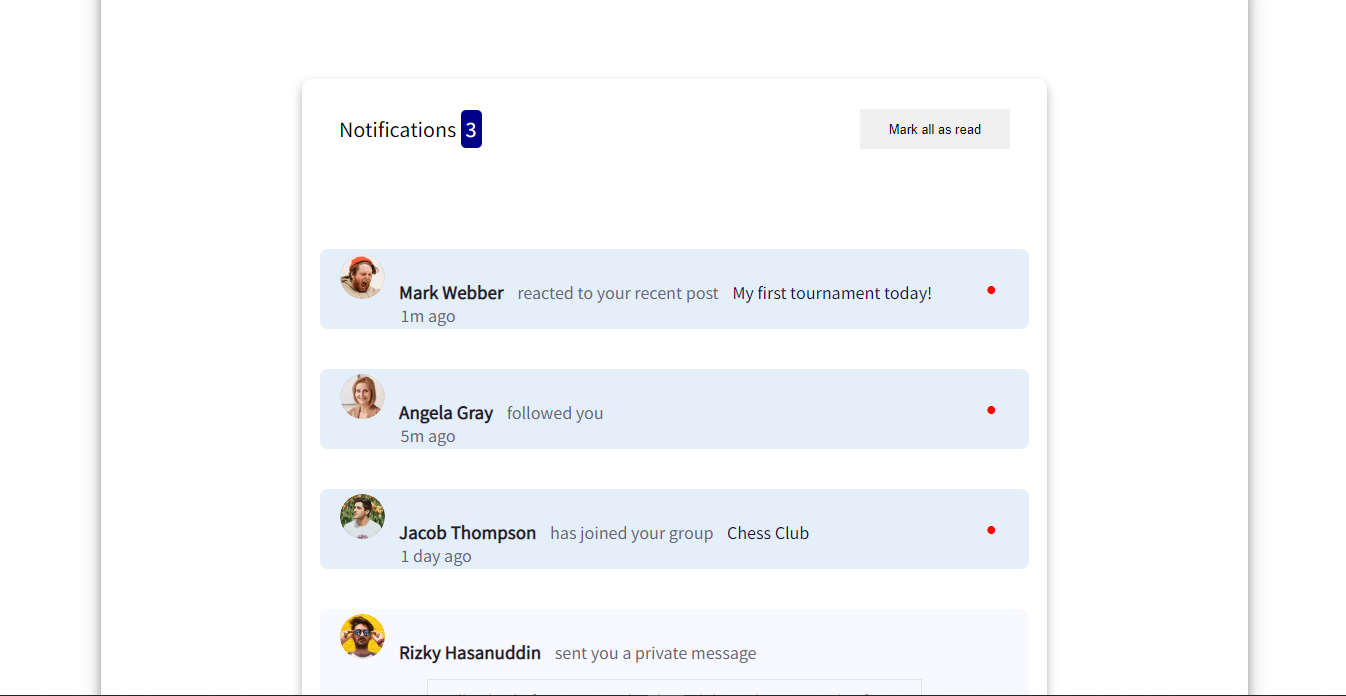 Notifications 3
Mark all as read
Mark Webber reacted to your recent post My first tournament today!
1m ago
Angela Gray followed you
5m ago
Jacob Thompson has joined your group Chess Club
1 day ago
Rizky Hasanuddin sent you a private message